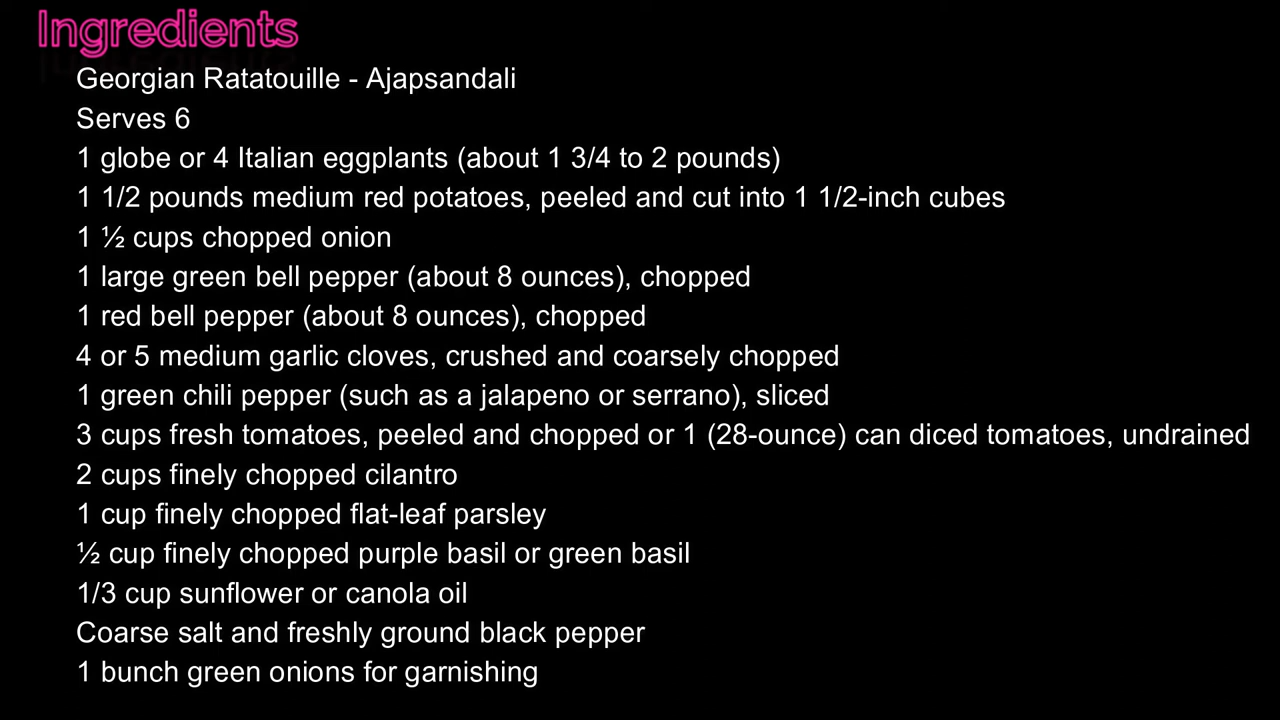 Ingredients
Georgian Ratatouille - Ajapsandali
Serves 6
1 globe or 4 Italian eggplants (about 1 3/4 to 2 pounds)
1 1/2 pounds medium red potatoes, peeled and cut into 1 1/2-inch cubes
1 ½ cups chopped onion
1 large green bell pepper (about 8 ounces), chopped
1 red bell pepper (about 8 ounces), chopped
4 or 5 medium garlic cloves, crushed and coarsely chopped
1 green chili pepper (such as a jalapeno or serrano), sliced
3 cups fresh tomatoes, peeled and chopped or 1 (28-ounce) can diced tomatoes, undrained
2 cups finely chopped cilantro
1 cup finely chopped flat-leaf parsley
½ cup finely chopped purple basil or green basil
1/3 cup sunflower or canola oil
Coarse salt and freshly ground black pepper
1 bunch green onions for garnishing